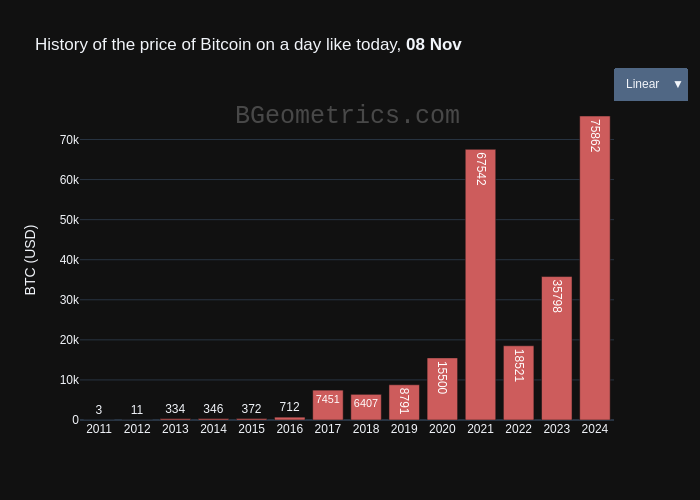 History of the price of Bitcoin on a day like today, 08 Nov
Linear ▼
BGeometrics.com
BTC (USD)
70k
60k
50k
40k
30k
20k
10k
0
3
11
334
346
372
712
7451
6407
8791
15500
67542
18521
35798
75862
2011 2012 2013 2014 2015 2016 2017 2018 2019 2020 2021 2022 2023 2024